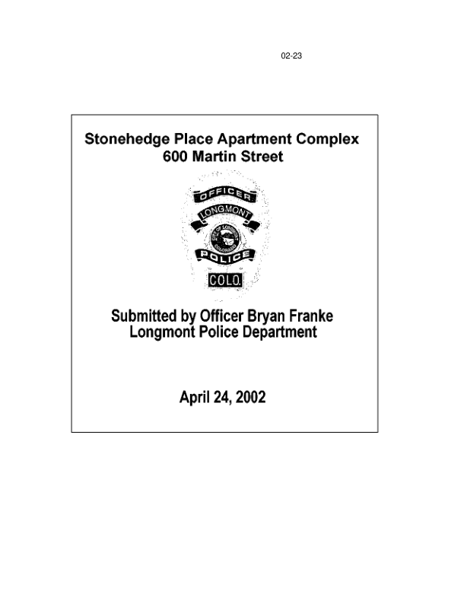 02-23
Stonehedge Place Apartment Complex
600 Martin Street
OFFICER
LONGMONT
POLICE
COLO.
Submitted by Officer Bryan Franke
Longmont Police Department
April 24, 2002